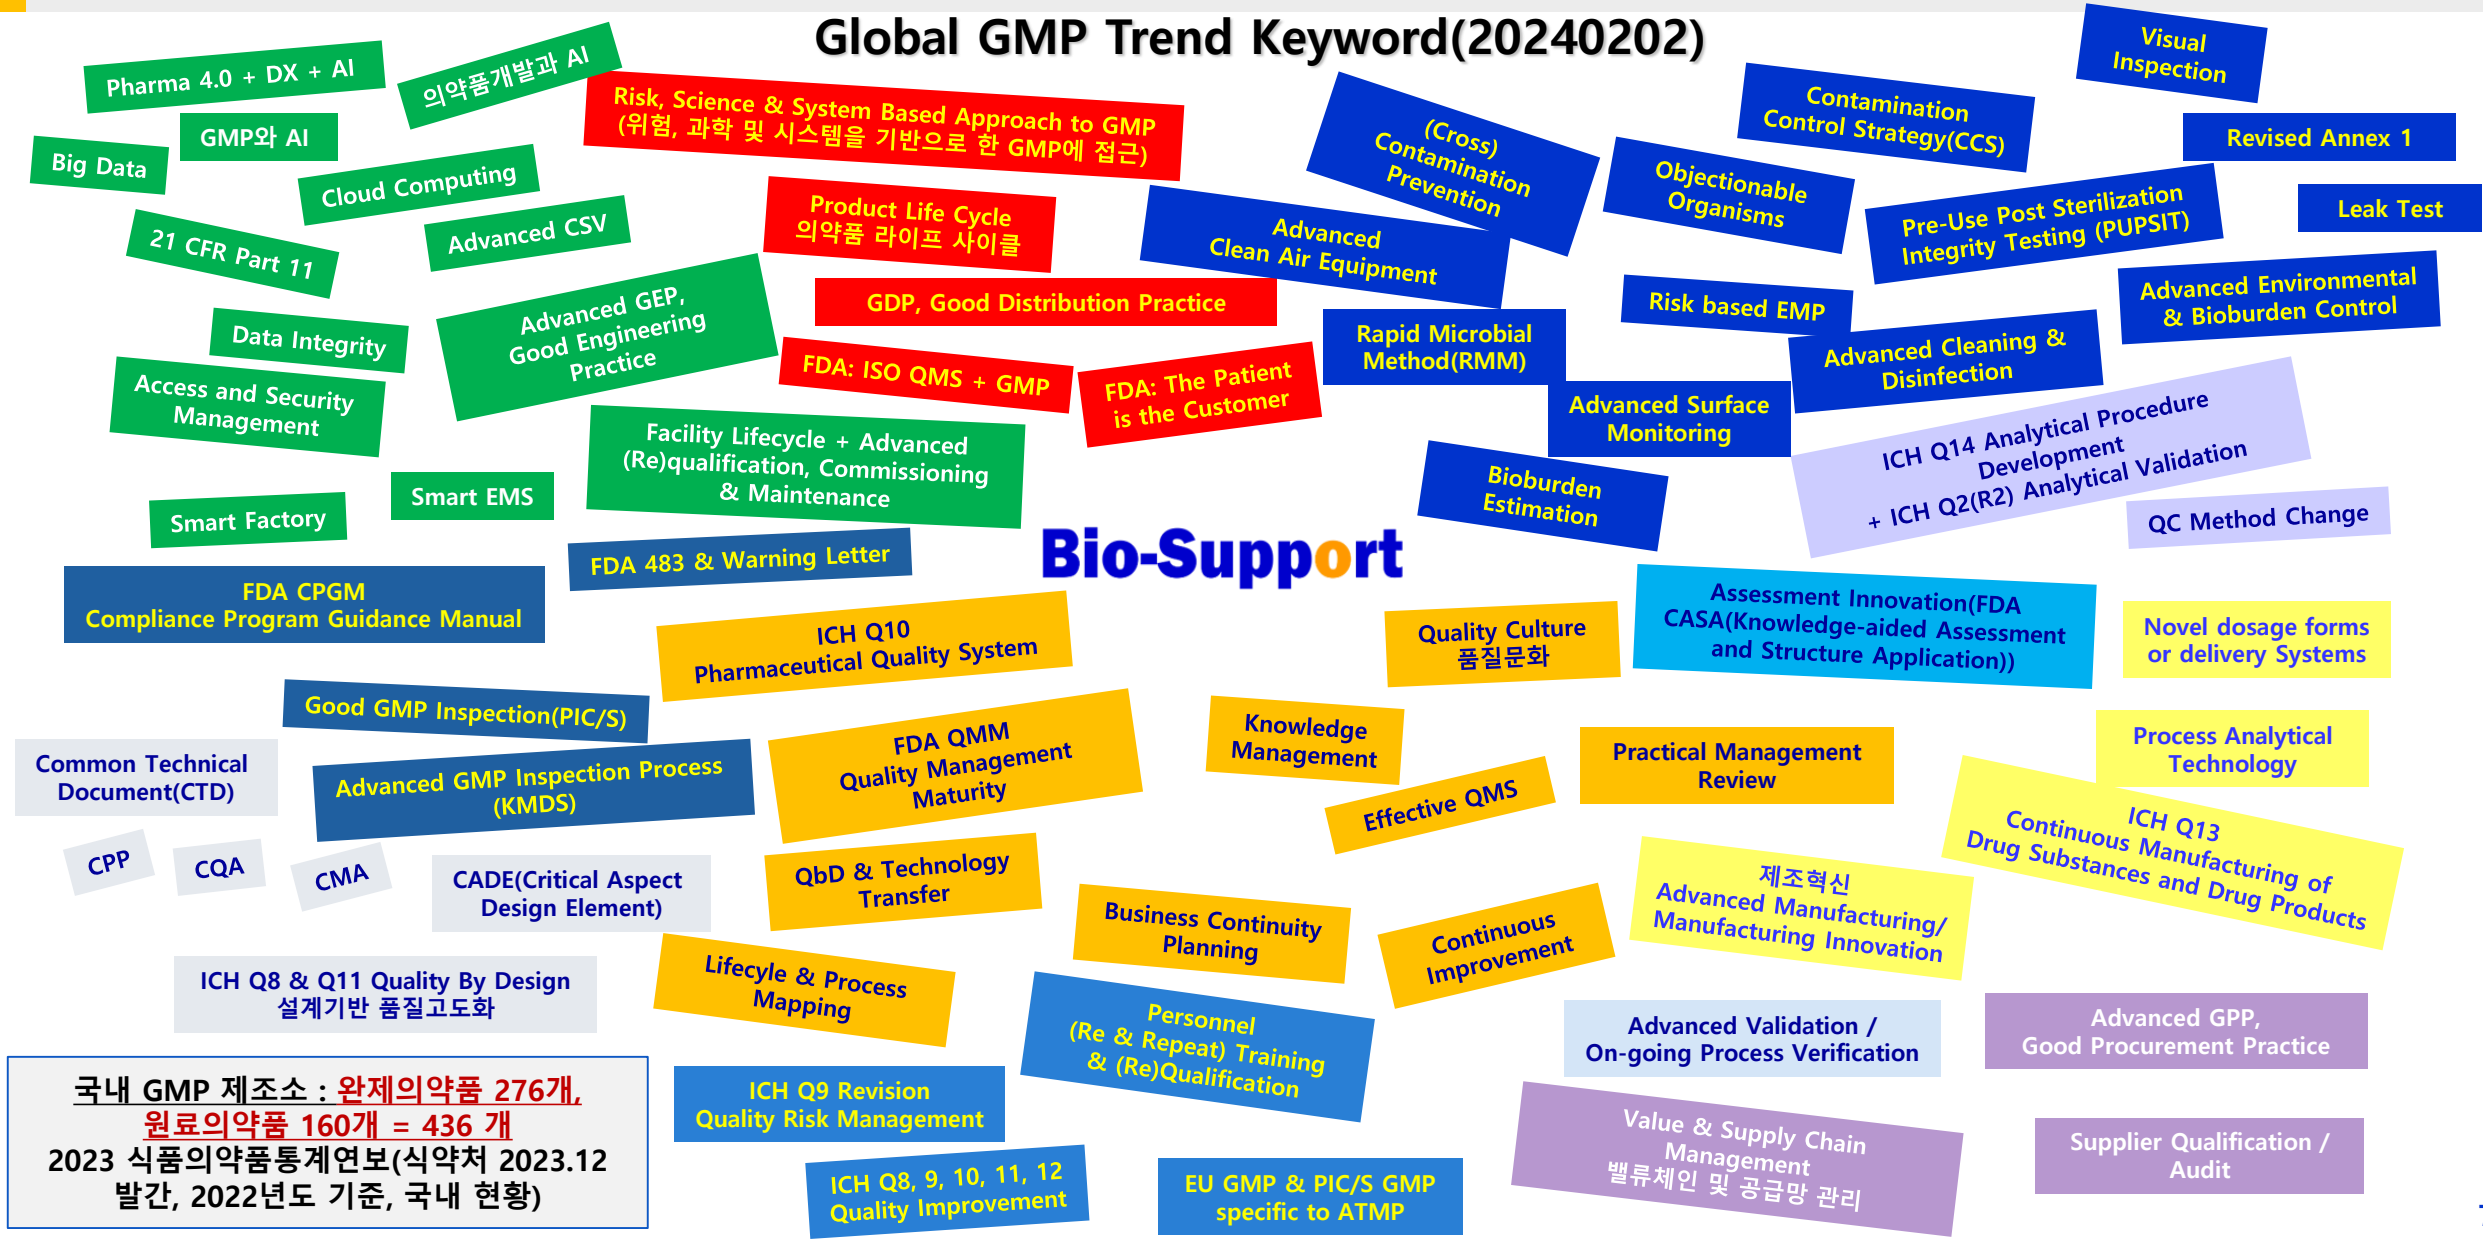 Global GMP Trend Keyword(20240202)
Pharma 4.0 + DX + AI
의약품개발과 AI
GMP와 AI
Big Data
Cloud Computing
21 CFR Part 11
Advanced CSV
Data Integrity
Advanced GEP,
Good Engineering
Practice
Access and Security
Management
Facility Lifecycle + Advanced
(Re)qualification, Commissioning
& Maintenance
Smart EMS
Smart Factory
Risk, Science & System Based Approach to GMP
(위험, 과학 및 시스템을 기반으로 한 GMP에 접근)
Product Life Cycle
의약품 라이프 사이클
GDP, Good Distribution Practice
FDA: ISO QMS + GMP
FDA: The Patient
is the Customer
(Cross)
Contamination
Prevention
Advanced
Clean Air Equipment
Contamination
Control Strategy(CCS)
Visual
Inspection
Revised Annex 1
Objectionable
Organisms
Pre-Use Post Sterilization
Integrity Testing (PUPSIT)
Leak Test
Risk based EMP
Advanced Environmental
& Bioburden Control
Rapid Microbial
Method(RMM)
Advanced Cleaning &
Disinfection
Advanced Surface
Monitoring
Bioburden
Estimation
ICH Q14 Analytical Procedure
Development
+ ICH Q2(R2) Analytical Validation
QC Method Change
Bio-Support
FDA 483 & Warning Letter
FDA CPGM
Compliance Program Guidance Manual
Good GMP Inspection(PIC/S)
Advanced GMP Inspection Process
(KMDS)
ICH Q10
Pharmaceutical Quality System
FDA QMM
Quality Management
Maturity
QbD & Technology
Transfer
Lifecyle & Process
Mapping
Quality Culture
품질문화
Knowledge
Management
Effective QMS
Practical Management
Review
Business Continuity
Planning
Continuous
Improvement
Assessment Innovation(FDA
CASA(Knowledge-aided Assessment
and Structure Application))
Novel dosage forms
or delivery Systems
Process Analytical
Technology
ICH Q13
Continuous Manufacturing of
Drug Substances and Drug Products
제조혁신
Advanced Manufacturing/
Manufacturing Innovation
Common Technical
Document(CTD)
CPP
CQA
CMA
CADE(Critical Aspect
Design Element)
ICH Q8 & Q11 Quality By Design
설계기반 품질고도화
Personnel
(Re & Repeat) Training
& (Re)Qualification
ICH Q9 Revision
Quality Risk Management
ICH Q8, 9, 10, 11, 12
Quality Improvement
EU GMP & PIC/S GMP
specific to ATMP
Advanced Validation /
On-going Process Verification
Advanced GPP,
Good Procurement Practice
Value & Supply Chain
Management
밸류체인 및 공급망 관리
Supplier Qualification /
Audit
국내 GMP 제조소 : 완제의약품 276개,
원료의약품 160개 = 436 개
2023 식품의약품통계연보(식약처 2023.12
발간, 2022년도 기준, 국내 현황)